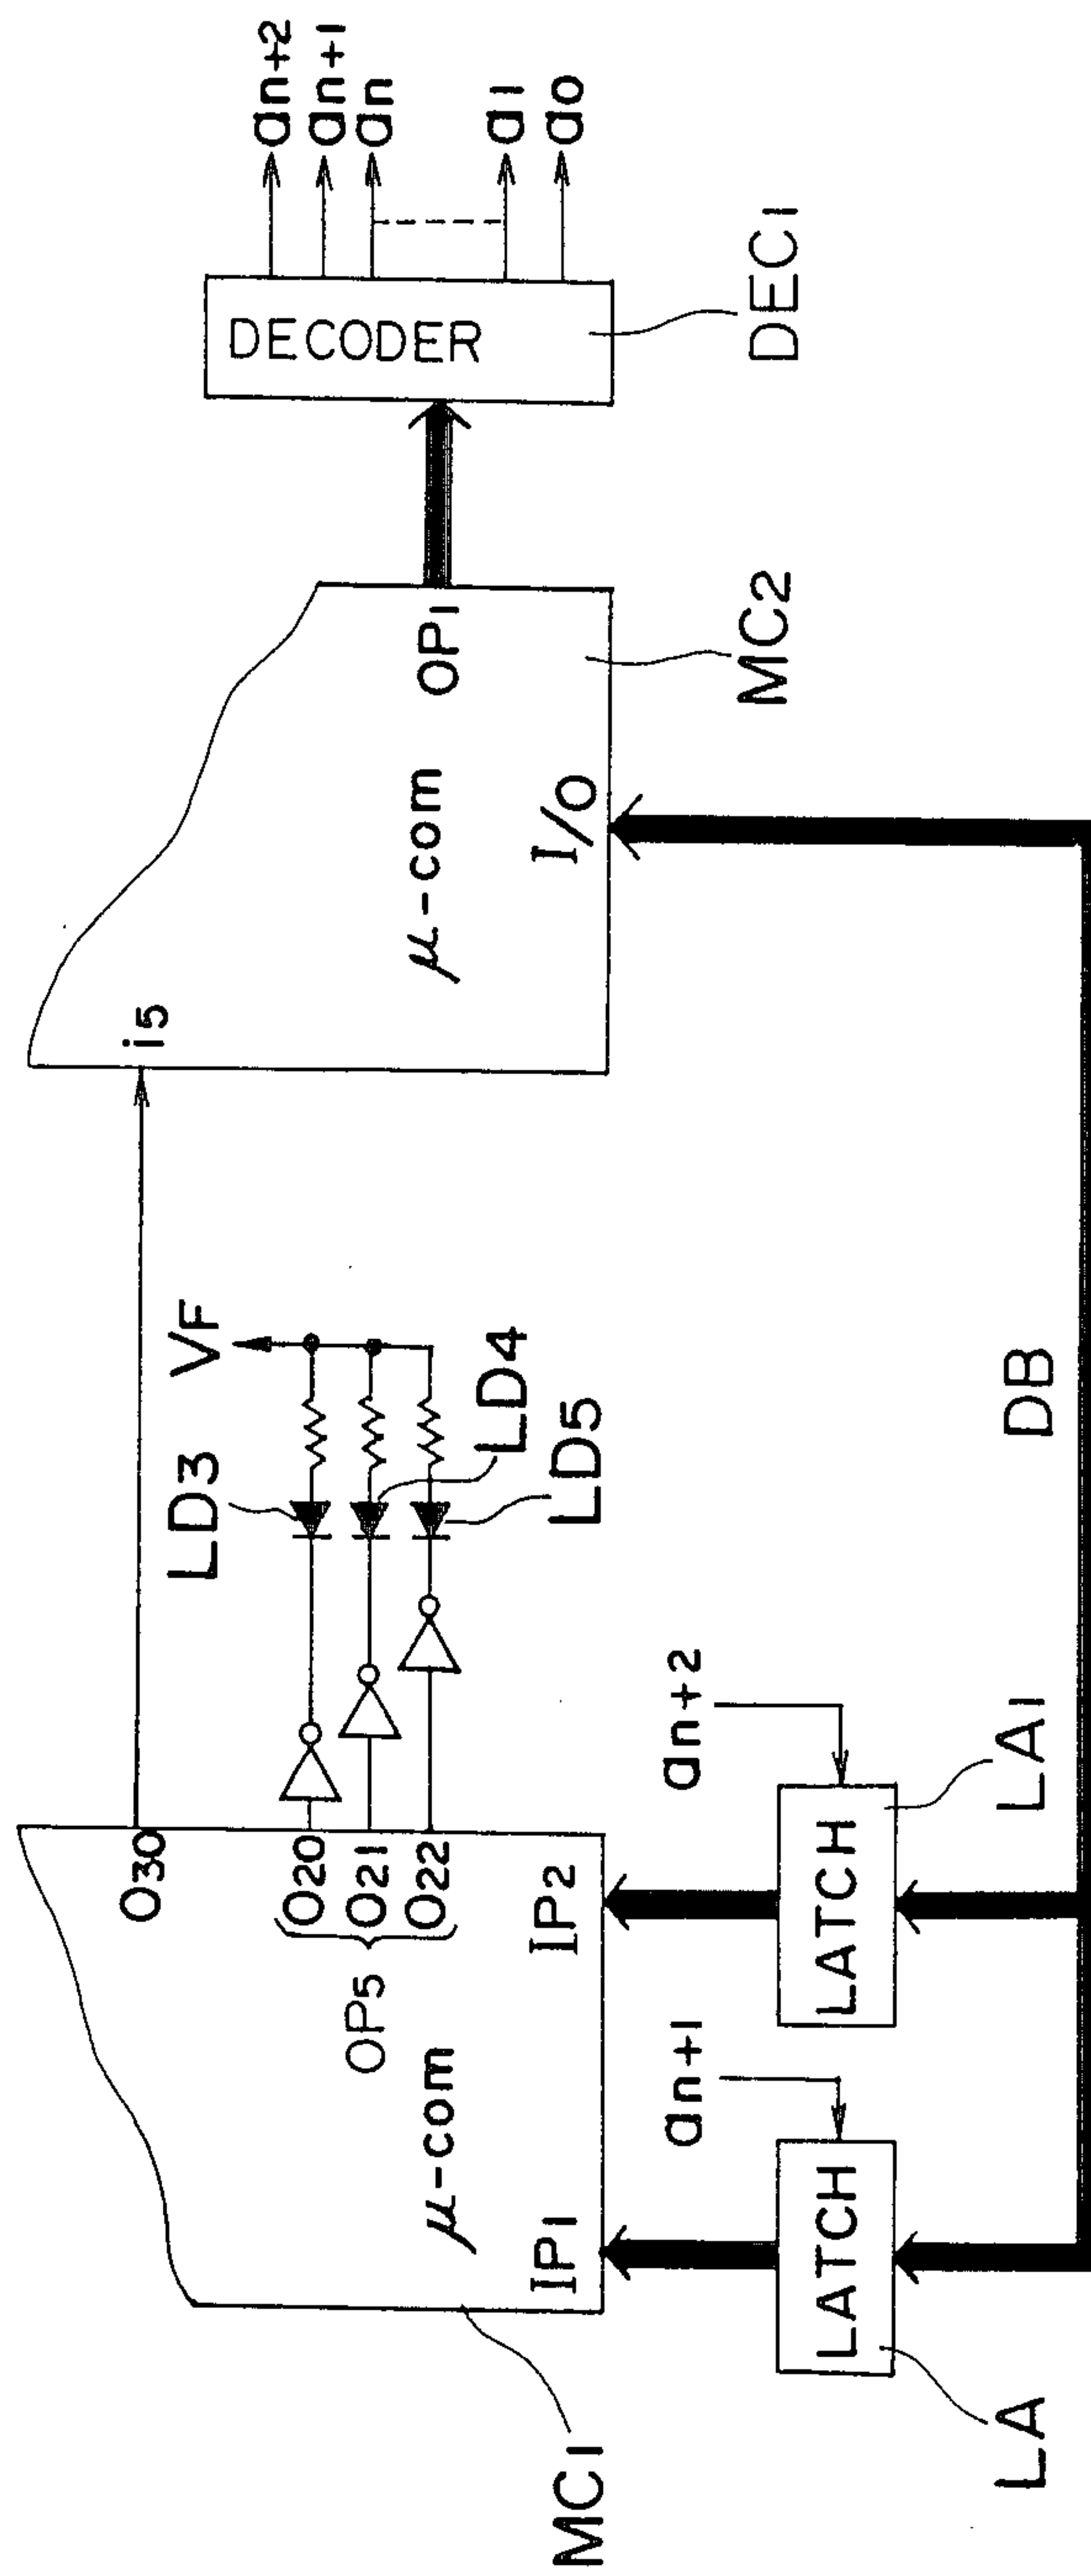 MC1
μ-com
O30
OP5
O20
O21
O22
IP1
IP2
LD3
LD4
LD5
VF
i5
μ-com
OP1
I/O
MC2
DECODER
DEC1
an+2
an+1
an
a1
a0
an+1
LATCH
LA
an+2
LATCH
LA1
DB